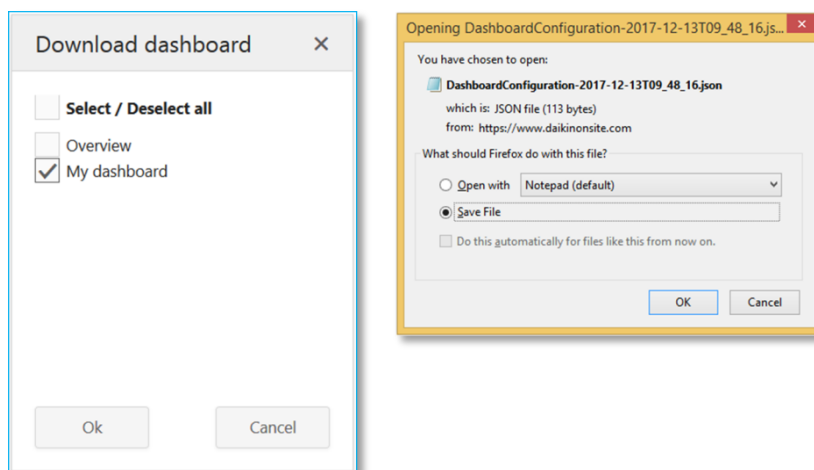 Download dashboard ×
Select / Deselect all
Overview
My dashboard
Ok Cancel
Opening DashboardConfiguration-2017-12-13T09_48_16.js... ×
You have chosen to open:
DashboardConfiguration-2017-12-13T09_48_16.json
which is: JSON file (113 bytes)
from: https://www.daikinonsite.com
What should Firefox do with this file?
Open with Notepad (default)
Save File
Do this automatically for files like this from now on.
OK Cancel